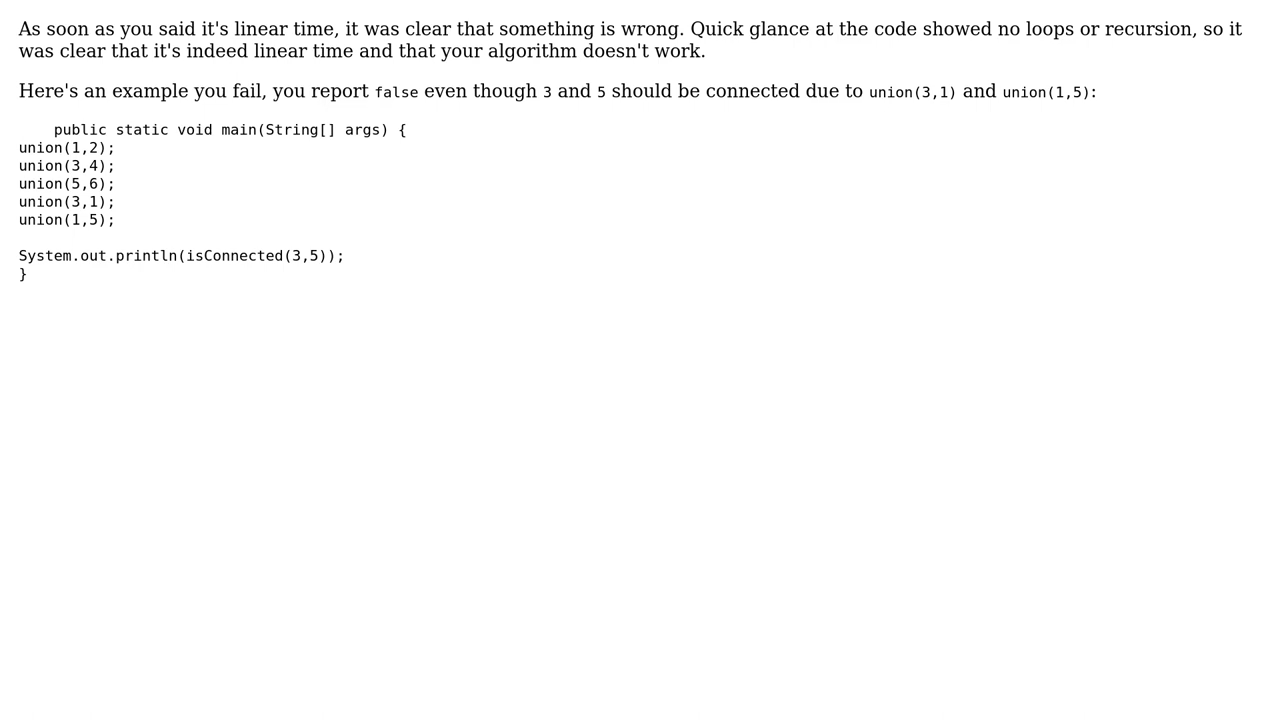 As soon as you said it's linear time, it was clear that something is wrong. Quick glance at the code showed no loops or recursion, so it
was clear that it's indeed linear time and that your algorithm doesn't work.
Here's an example you fail, you report false even though 3 and 5 should be connected due to union(3,1) and union(1,5):
    public static void main(String[] args) {
union(1,2);
union(3,4);
union(5,6);
union(3,1);
union(1,5);
System.out.println(isConnected(3,5));
}